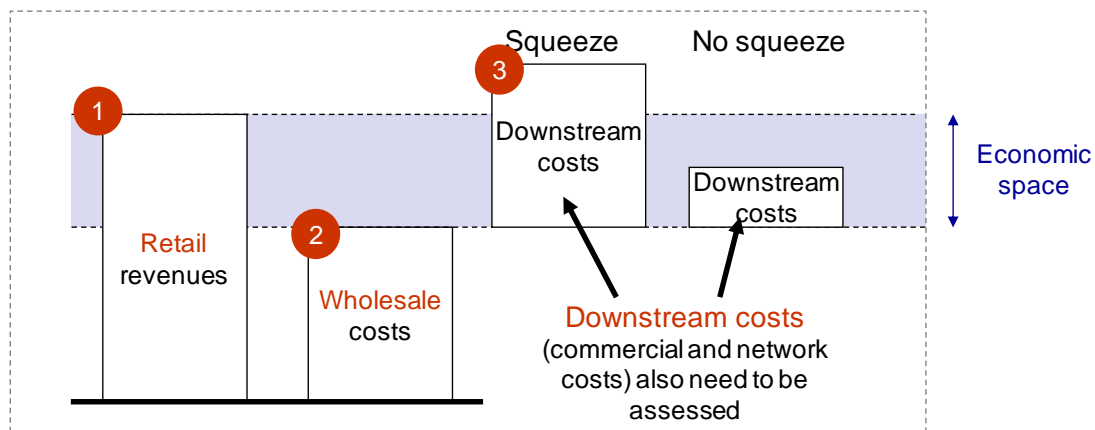 Squeeze
No squeeze
1
3
Retail
revenues
2
Wholesale
costs
Downstream
costs
Downstream
costs
Economic
space
Downstream costs
(commercial and network
costs) also need to be
assessed